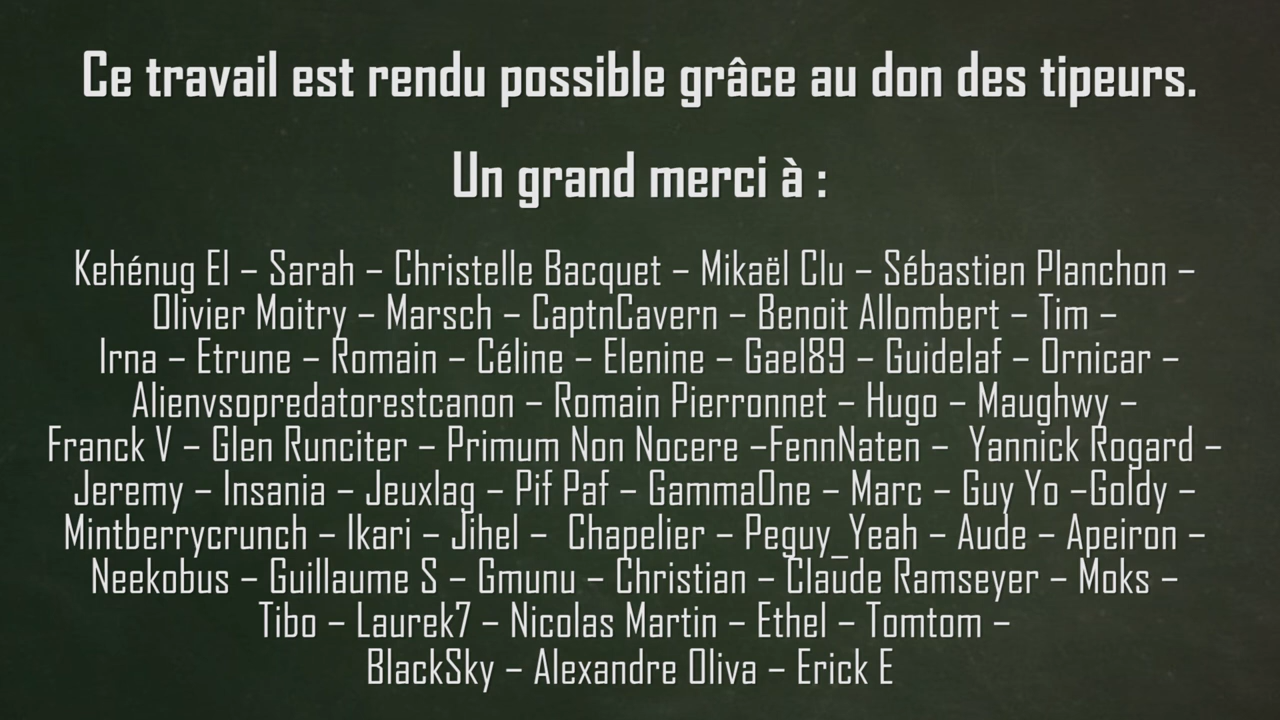 Ce travail est rendu possible grâce au don des tipeurs.
Un grand merci à :
Kehénug El – Sarah – Christelle Bacquet – Mikaël Clu – Sébastien Planchon –
Olivier Moitry – Marsch – CaptnCavern – Benoit Allombert – Tim –
Irna – Etrune – Romain – Céline – Elenine – Gael89 – Guidelaf – Ornicar –
Alienvsopredatorestcanon – Romain Pierronnet – Hugo – Maughwy –
Franck V – Glen Runciter – Primum Non Nocere –FennNaten –  Yannick Rogard –
Jeremy – Insania – Jeuxlag – Pif Paf – GammaOne – Marc – Guy Yo –Goldy –
Mintberrycrunch – Ikari – Jihel –  Chapelier – Peguy_Yeah – Aude – Apeiron –
Neekobus – Guillaume S – Gmunu – Christian – Claude Ramseyer – Moks –
Tibo – Laurek7 – Nicolas Martin – Ethel – Tomtom –
BlackSky – Alexandre Oliva – Erick E